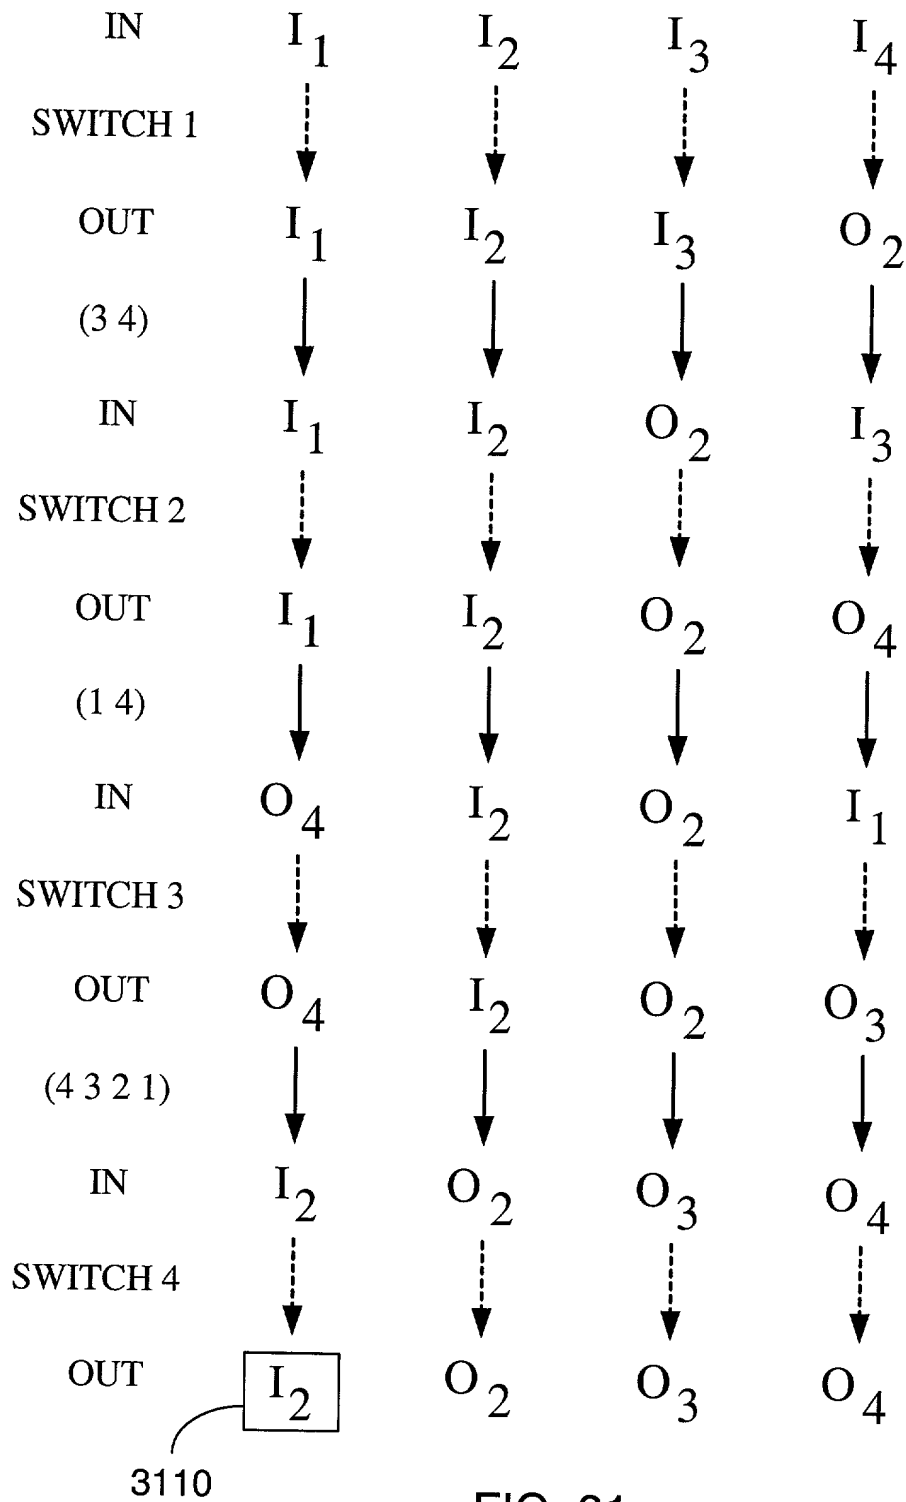 IN I1 I2 I3 I4
SWITCH 1
OUT I1 I2 I3 O2
(3 4)
IN I1 I2 O2 I3
SWITCH 2
OUT I1 I2 O2 O4
(1 4)
IN O4 I2 O2 I1
SWITCH 3
OUT O4 I2 O2 O3
(4 3 2 1)
IN I2 O2 O3 O4
SWITCH 4
OUT I2 O2 O3 O4
3110